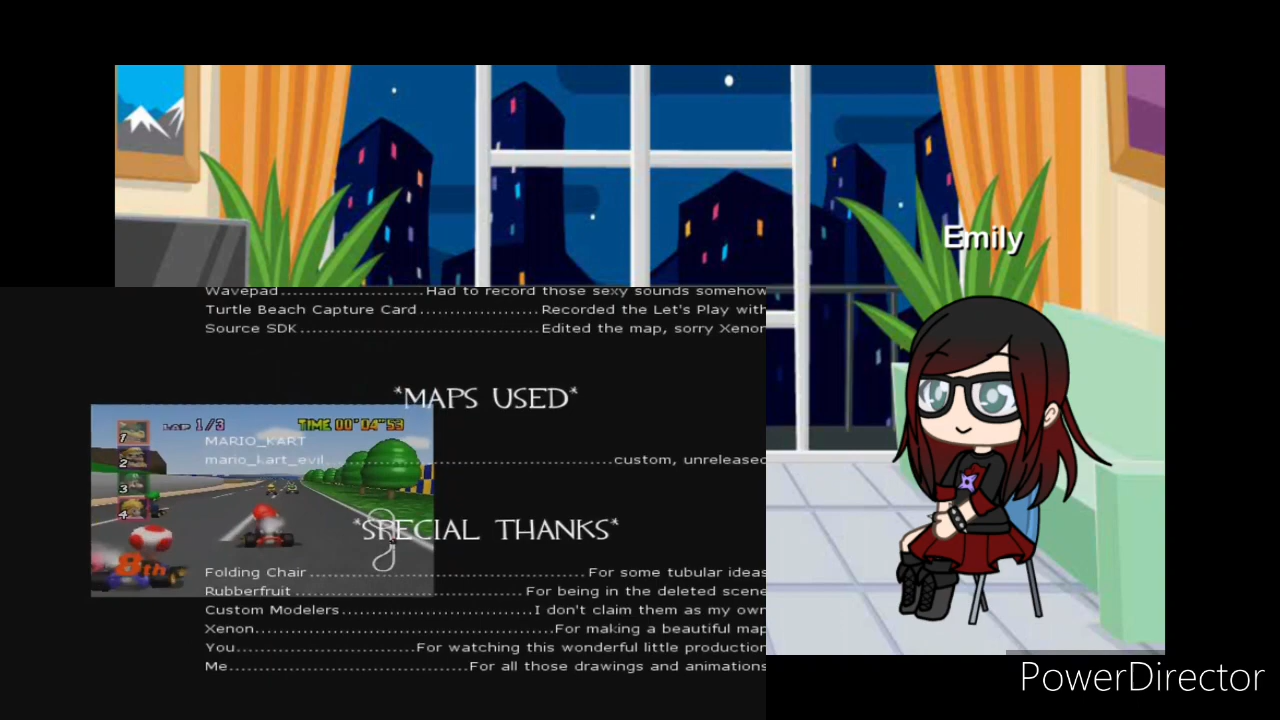 Emily
Wavepad........................Had to record those sexy sounds somehow
Turtle Beach Capture Card....................Recorded the Let's Play with
Source SDK........................................Edited the map, sorry Xenon
*MAPS USED*
LAP 1/3 TIME 00'04"53
1
MARIO_KART
2
mario_kart_evil................................................custom, unreleased
3
4
*SPECIAL THANKS*
8th
Folding Chair..............................................For some tubular ideas
Rubberfruit.......................................For being in the deleted scene
Custom Modelers................................I don't claim them as my own
Xenon..................................................For making a beautiful map
You..............................For watching this wonderful little production
Me........................................For all those drawings and animations
PowerDirector